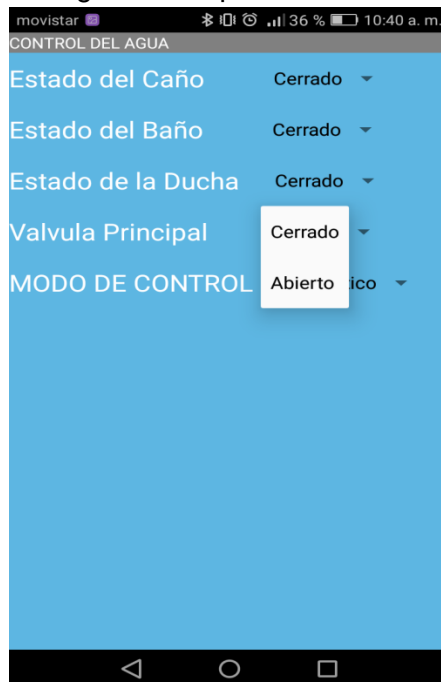 movistar 36 % 10:40 a. m.
CONTROL DEL AGUA
Estado del Caño Cerrado
Estado del Baño Cerrado
Estado de la Ducha Cerrado
Valvula Principal Cerrado
MODO DE CONTROL Abierto ico